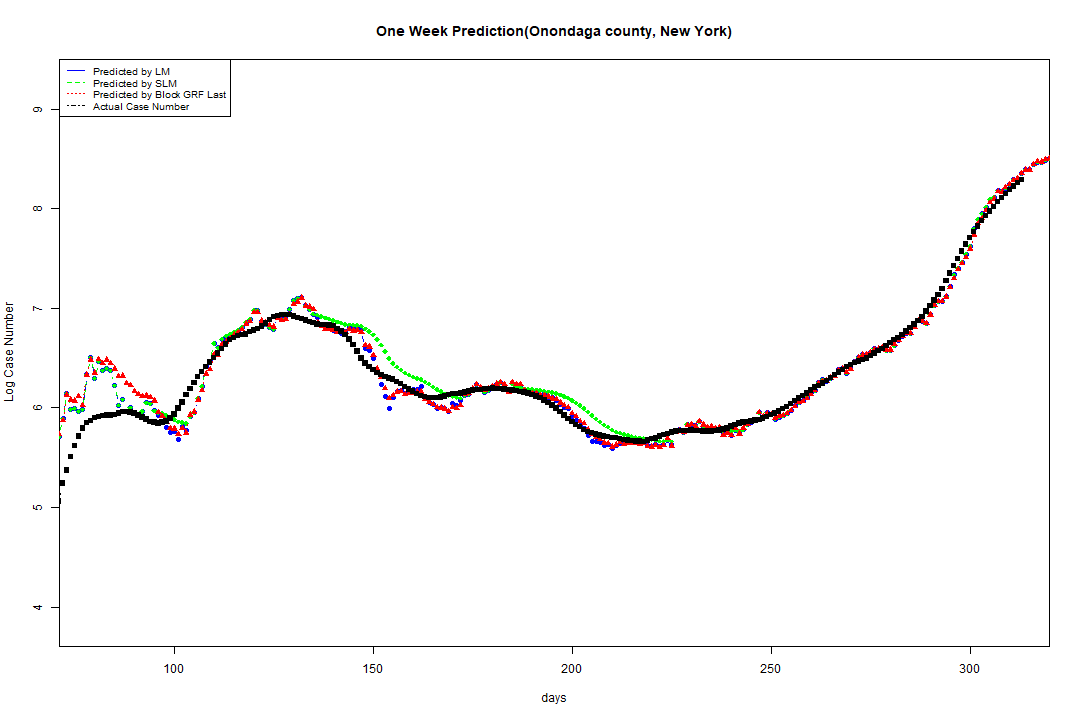 One Week Prediction(Onondaga county, New York)
Predicted by LM
Predicted by SLM
Predicted by Block GRF Last
Actual Case Number
9
8
7
6
5
4
Log Case Number
100 150 200 250 300
days